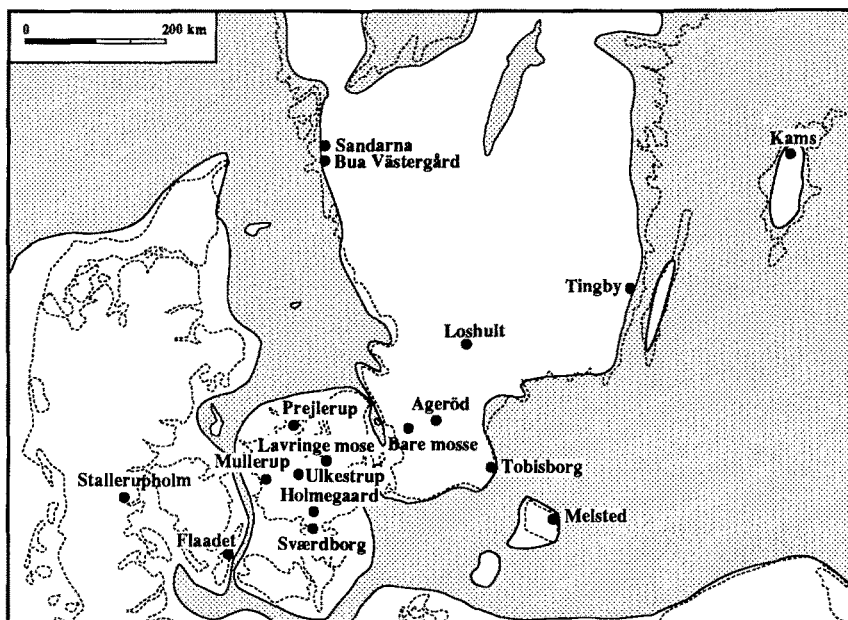 0 200 km
Kams
Sandarna
Bua Västergård
Tingby
Loshult
Prejlerup
Ageröd
Lavringe mose
Bare mosse
Mullerup
Ulkestrup
Tobisborg
Stallerupholm
Holmegaard
Melsted
Flaadet
Sværdborg